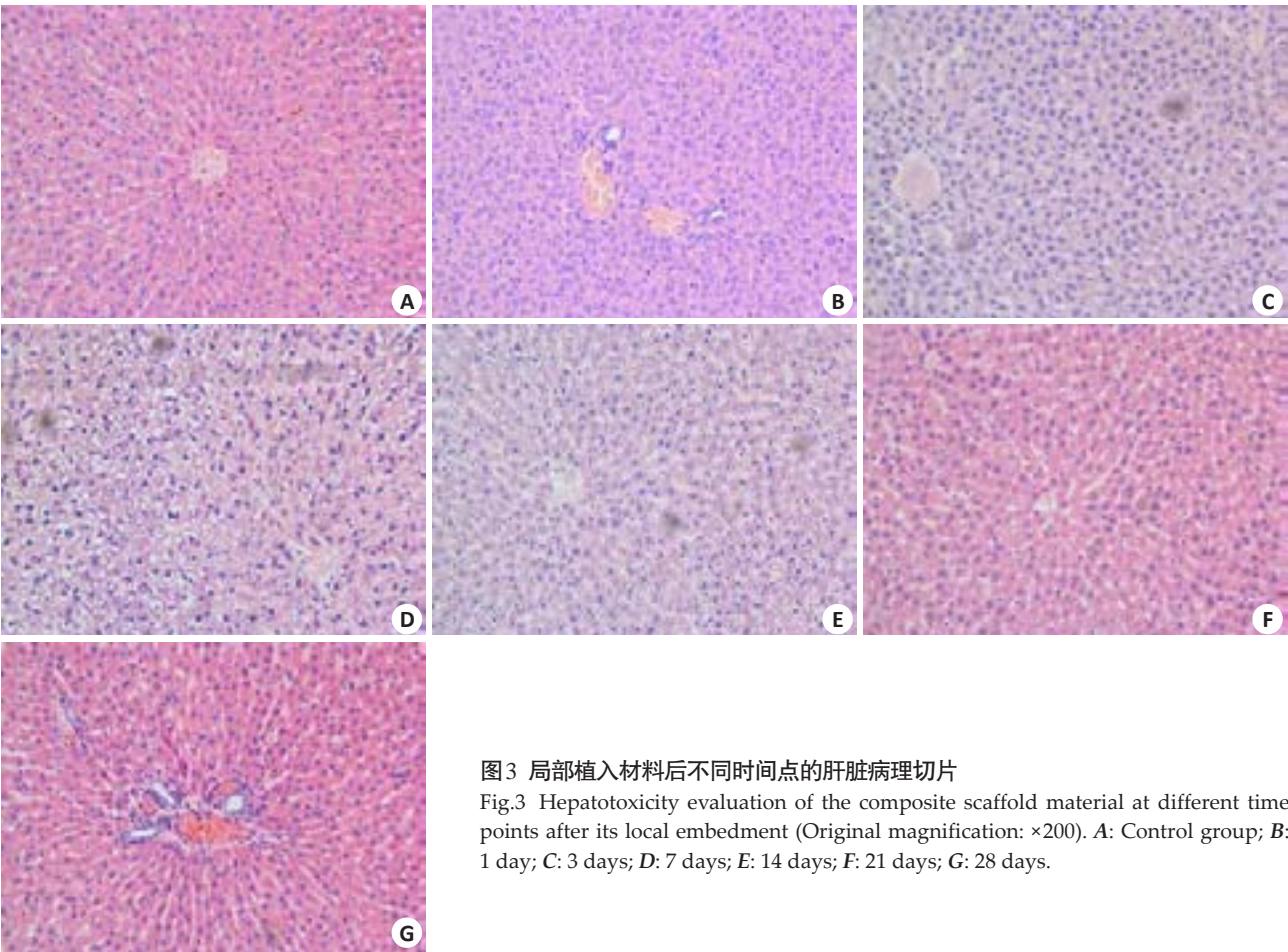 A
B
C
D
E
F
G
图3 局部植入材料后不同时间点的肝脏病理切片
Fig.3 Hepatotoxicity evaluation of the composite scaffold material at different time
points after its local embedment (Original magnification: ×200). A: Control group; B:
1 day; C: 3 days; D: 7 days; E: 14 days; F: 21 days; G: 28 days.